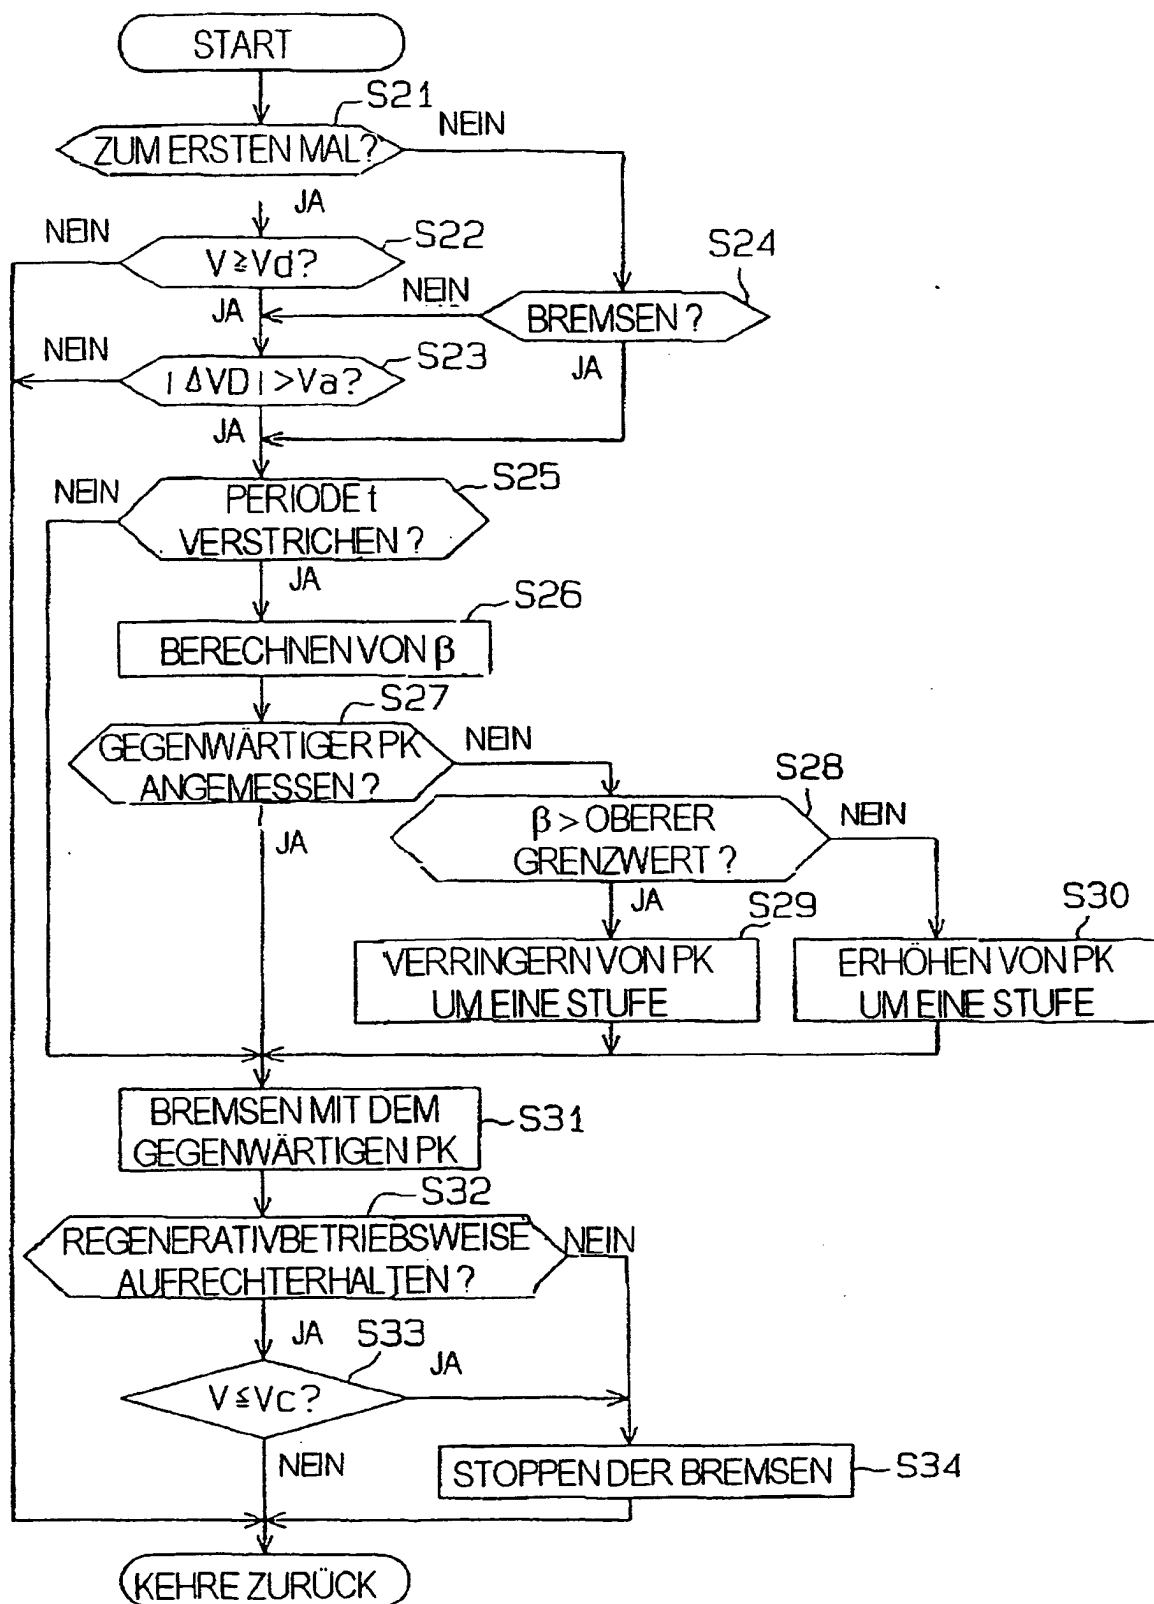 START
S21
ZUM ERSTEN MAL?
NEIN
JA
NEIN
S22
V≧Vd?
S24
NEIN
BREMSEN?
JA
NEIN
S23
|ΔVD|>Va?
JA
JA
S25
NEIN
PERIODE t
VERSTRICHEN?
JA
S26
BERECHNEN VON β
S27
GEGENWÄRTIGER PK
ANGEMESSEN?
NEIN
S28
β > OBERER
GRENZWERT?
NEIN
JA
JA
S29
VERRINGERN VON PK
UM EINE STUFE
S30
ERHÖHEN VON PK
UM EINE STUFE
BREMSEN MIT DEM
GEGENWÄRTIGEN PK
S31
S32
REGENERATIVBETRIEBSWEISE
AUFRECHTERHALTEN?
NEIN
JA
S33
V≦Vc?
JA
NEIN
STOPPEN DER BREMSEN
S34
KEHRE ZURÜCK